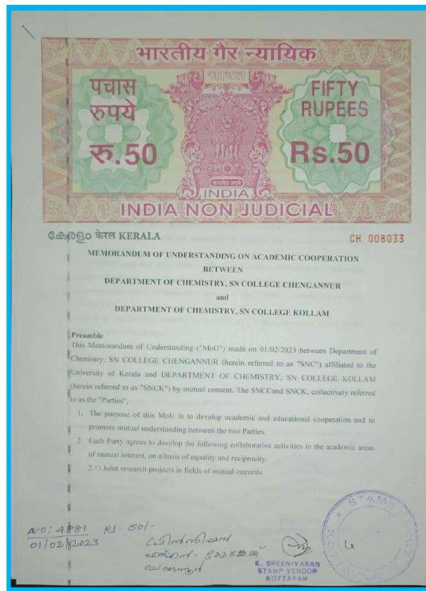 भारतीय गैर न्यायिक
भारत
पचास
रुपये
रु.50
FIFTY
RUPEES
Rs.50
INDIA
INDIA NON JUDICIAL
കേരളം केरल KERALA
CH 008033
MEMORANDUM OF UNDERSTANDING ON ACADEMIC COOPERATION
BETWEEN
DEPARTMENT OF CHEMISTRY, SN COLLEGE CHENGANNUR
and
DEPARTMENT OF CHEMISTRY, SN COLLEGE KOLLAM
Preamble
This Memorandum of Understanding ("MoU") made on 01/02/2023 between Department of
Chemistry, SN COLLEGE CHENGANNUR (herein referred to as "SNC") affiliated to the
University of Kerala and DEPARTMENT OF CHEMISTRY, SN COLLEGE KOLLAM
(herein referred to as "SNCK") by mutual consent. The SNCCand SNCK, collectively referred
to as the "Parties".
1. The purpose of this MoU is to develop academic and educational cooperation and to
promote mutual understanding between the two Parties.
2. Each Party agrees to develop the following collaborative activities in the academic areas
of mutual interest, on a basis of equality and reciprocity.
2.1) Joint research projects in fields of mutual interests
NO: 4881 RS. 50/-
01/02/2023
K. SREENIVASAN
STAMP VENDOR
KOTTARAM
STAMP